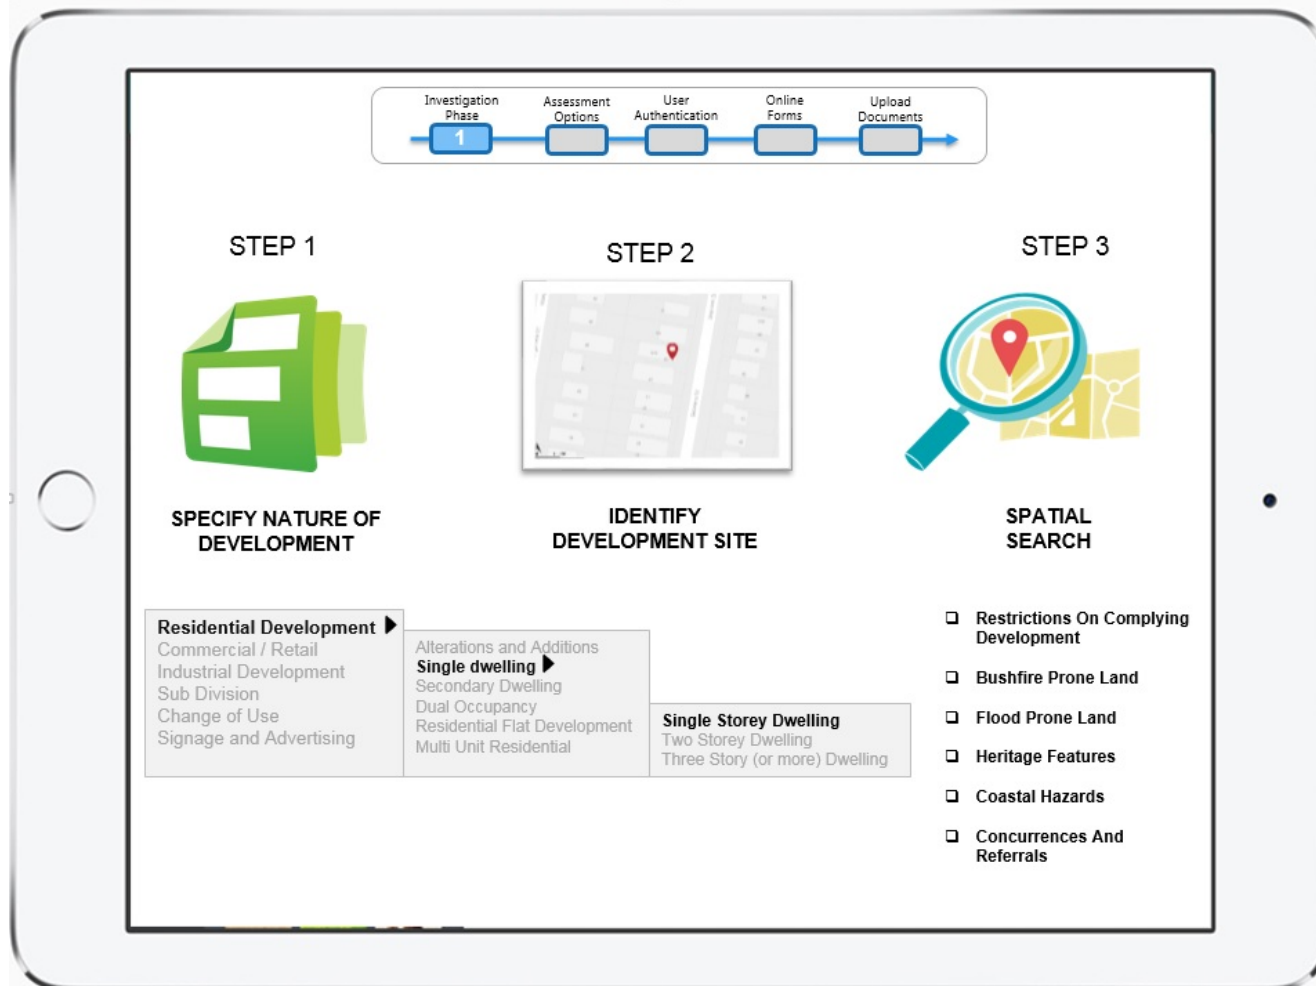 Investigation
Phase
1
Assessment
Options
User
Authentication
Online
Forms
Upload
Documents
STEP 1
STEP 2
STEP 3
SPECIFY NATURE OF
DEVELOPMENT
IDENTIFY
DEVELOPMENT SITE
SPATIAL
SEARCH
Residential Development
Commercial / Retail
Industrial Development
Sub Division
Change of Use
Signage and Advertising
Alterations and Additions
Single dwelling
Secondary Dwelling
Dual Occupancy
Residential Flat Development
Multi Unit Residential
Single Storey Dwelling
Two Storey Dwelling
Three Story (or more) Dwelling
Restrictions On Complying
Development
Bushfire Prone Land
Flood Prone Land
Heritage Features
Coastal Hazards
Concurrences And
Referrals